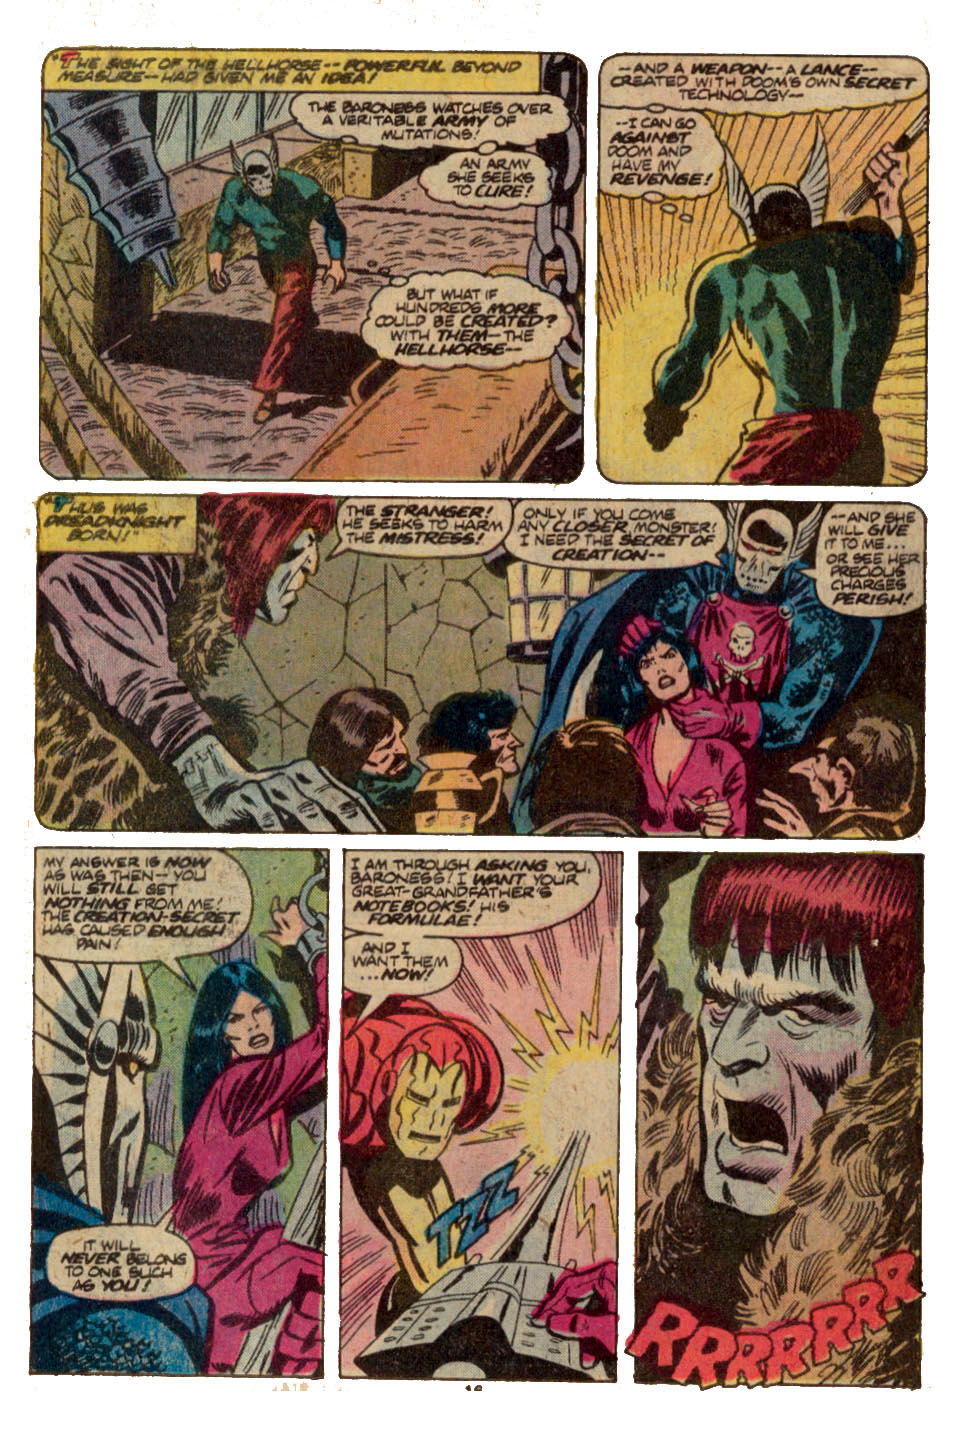 "The sight of the Hellhorse-- powerful beyond
measure-- had given me an idea!
The Baroness watches over
a veritable army of
mutations!
An army
she seeks
to cure!
But what if
hundreds more
could be created?
With them--the
Hellhorse--
--and a weapon--a lance--
created with Doom's own secret
technology--
--I can go
against
Doom and
have my
revenge!
"Thus was
Dreadknight
born!"
The stranger!
He seeks to harm
the mistress!
Only if you come
any closer, monster!
I need the secret of
creation--
--and she
will give
it to me...
or see her
precious
charges
perish!
My answer is now
as was then--you
will still get
nothing from me!
The creation-secret
has caused enough
pain!
It will
never belong
to one such
as you!
I am through asking you,
Baroness! I want your
great-grandfather's
notebooks! His
formulae!
And I
want them
...now!
TZZ
RRRRRRRR
16